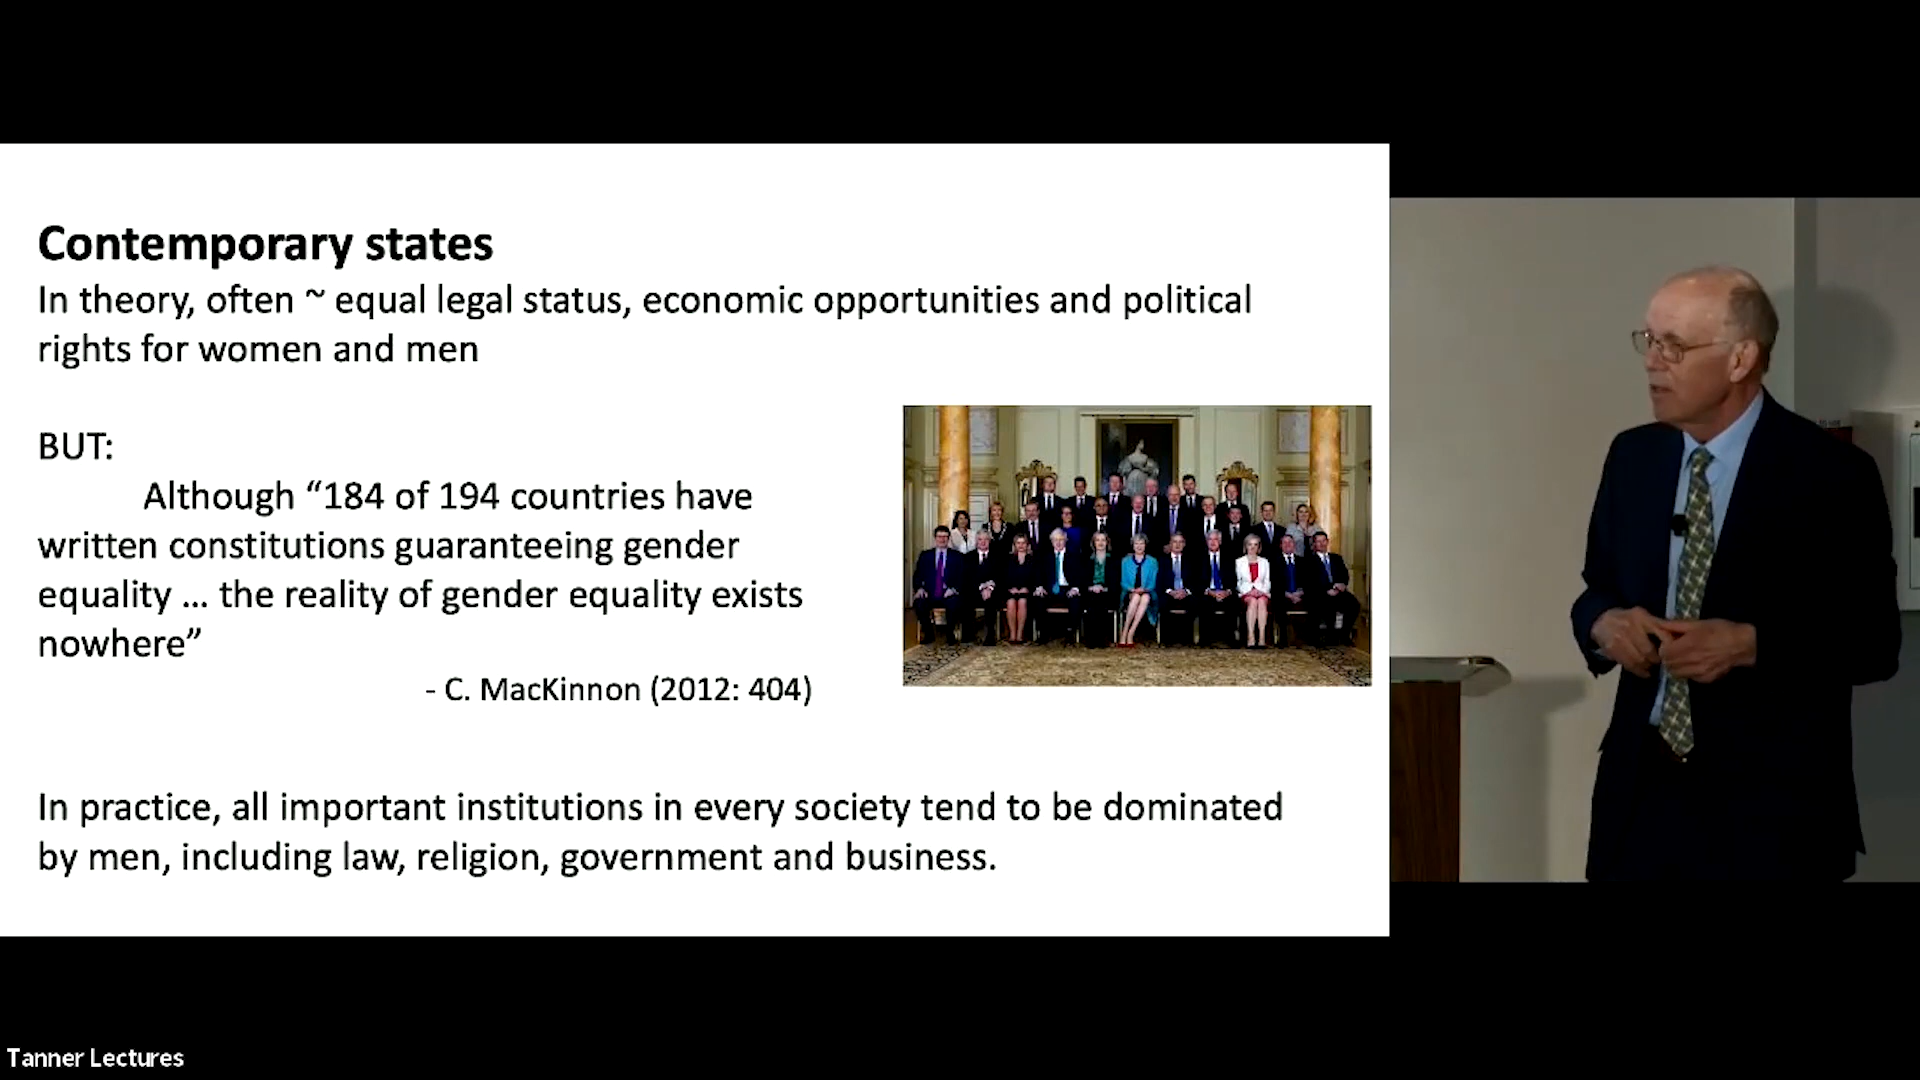 Contemporary states
In theory, often ~ equal legal status, economic opportunities and political
rights for women and men
BUT:
Although “184 of 194 countries have
written constitutions guaranteeing gender
equality ... the reality of gender equality exists
nowhere”
- C. MacKinnon (2012: 404)
In practice, all important institutions in every society tend to be dominated
by men, including law, religion, government and business.
Tanner Lectures